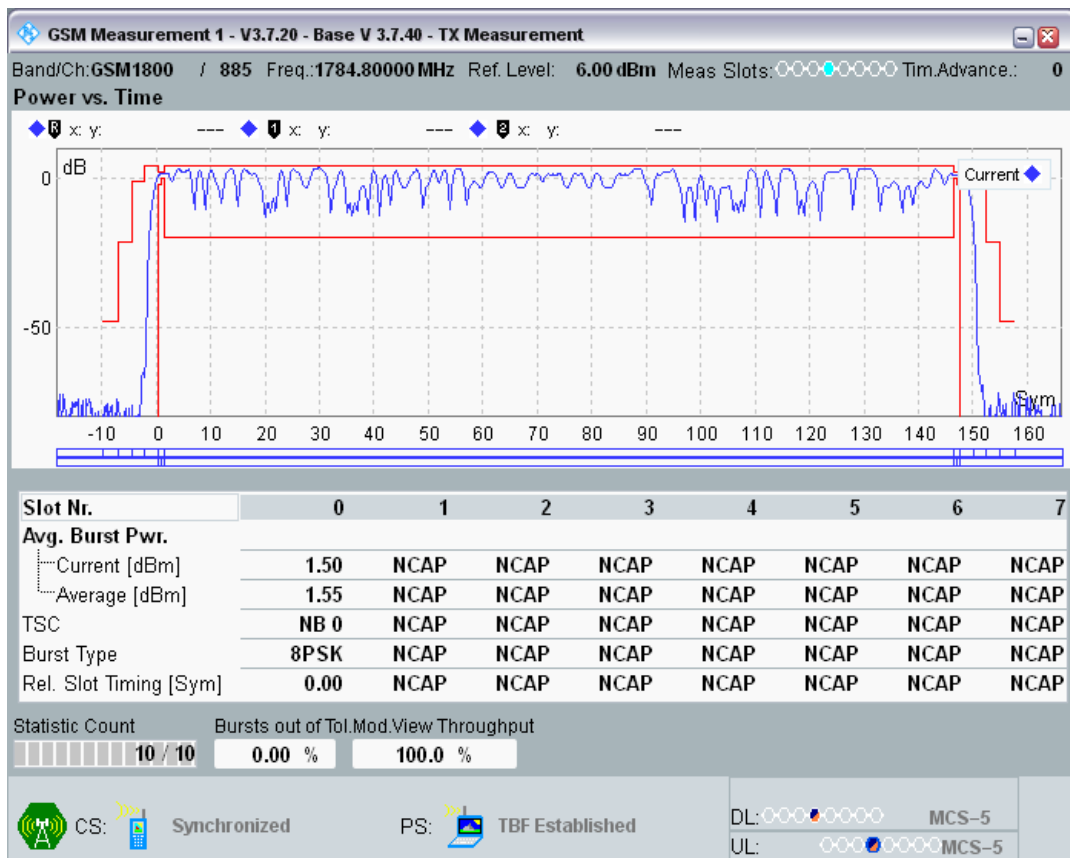 GSM Measurement 1 - V3.7.20 - Base V 3.7.40 - TX Measurement
Band/Ch:GSM1800 / 885 Freq.:1784.80000 MHz Ref. Level: 6.00 dBm Meas Slots: Tim.Advance.: 0
Power vs. Time
R x: y: --- 1 x: y: --- 2 x: y: ---
dB
0
Current
-50
Sym
-10 0 10 20 30 40 50 60 70 80 90 100 110 120 130 140 150 160
Slot Nr. 0 1 2 3 4 5 6 7
Avg. Burst Pwr.
Current [dBm] 1.50 NCAP NCAP NCAP NCAP NCAP NCAP NCAP
Average [dBm] 1.55 NCAP NCAP NCAP NCAP NCAP NCAP NCAP
TSC NB 0 NCAP NCAP NCAP NCAP NCAP NCAP NCAP
Burst Type 8PSK NCAP NCAP NCAP NCAP NCAP NCAP NCAP
Rel. Slot Timing [Sym] 0.00 NCAP NCAP NCAP NCAP NCAP NCAP NCAP
Statistic Count Bursts out of Tol.Mod.View Throughput
10 / 10 0.00 % 100.0 %
CS: Synchronized PS: TBF Established DL: MCS-5
UL: MCS-5